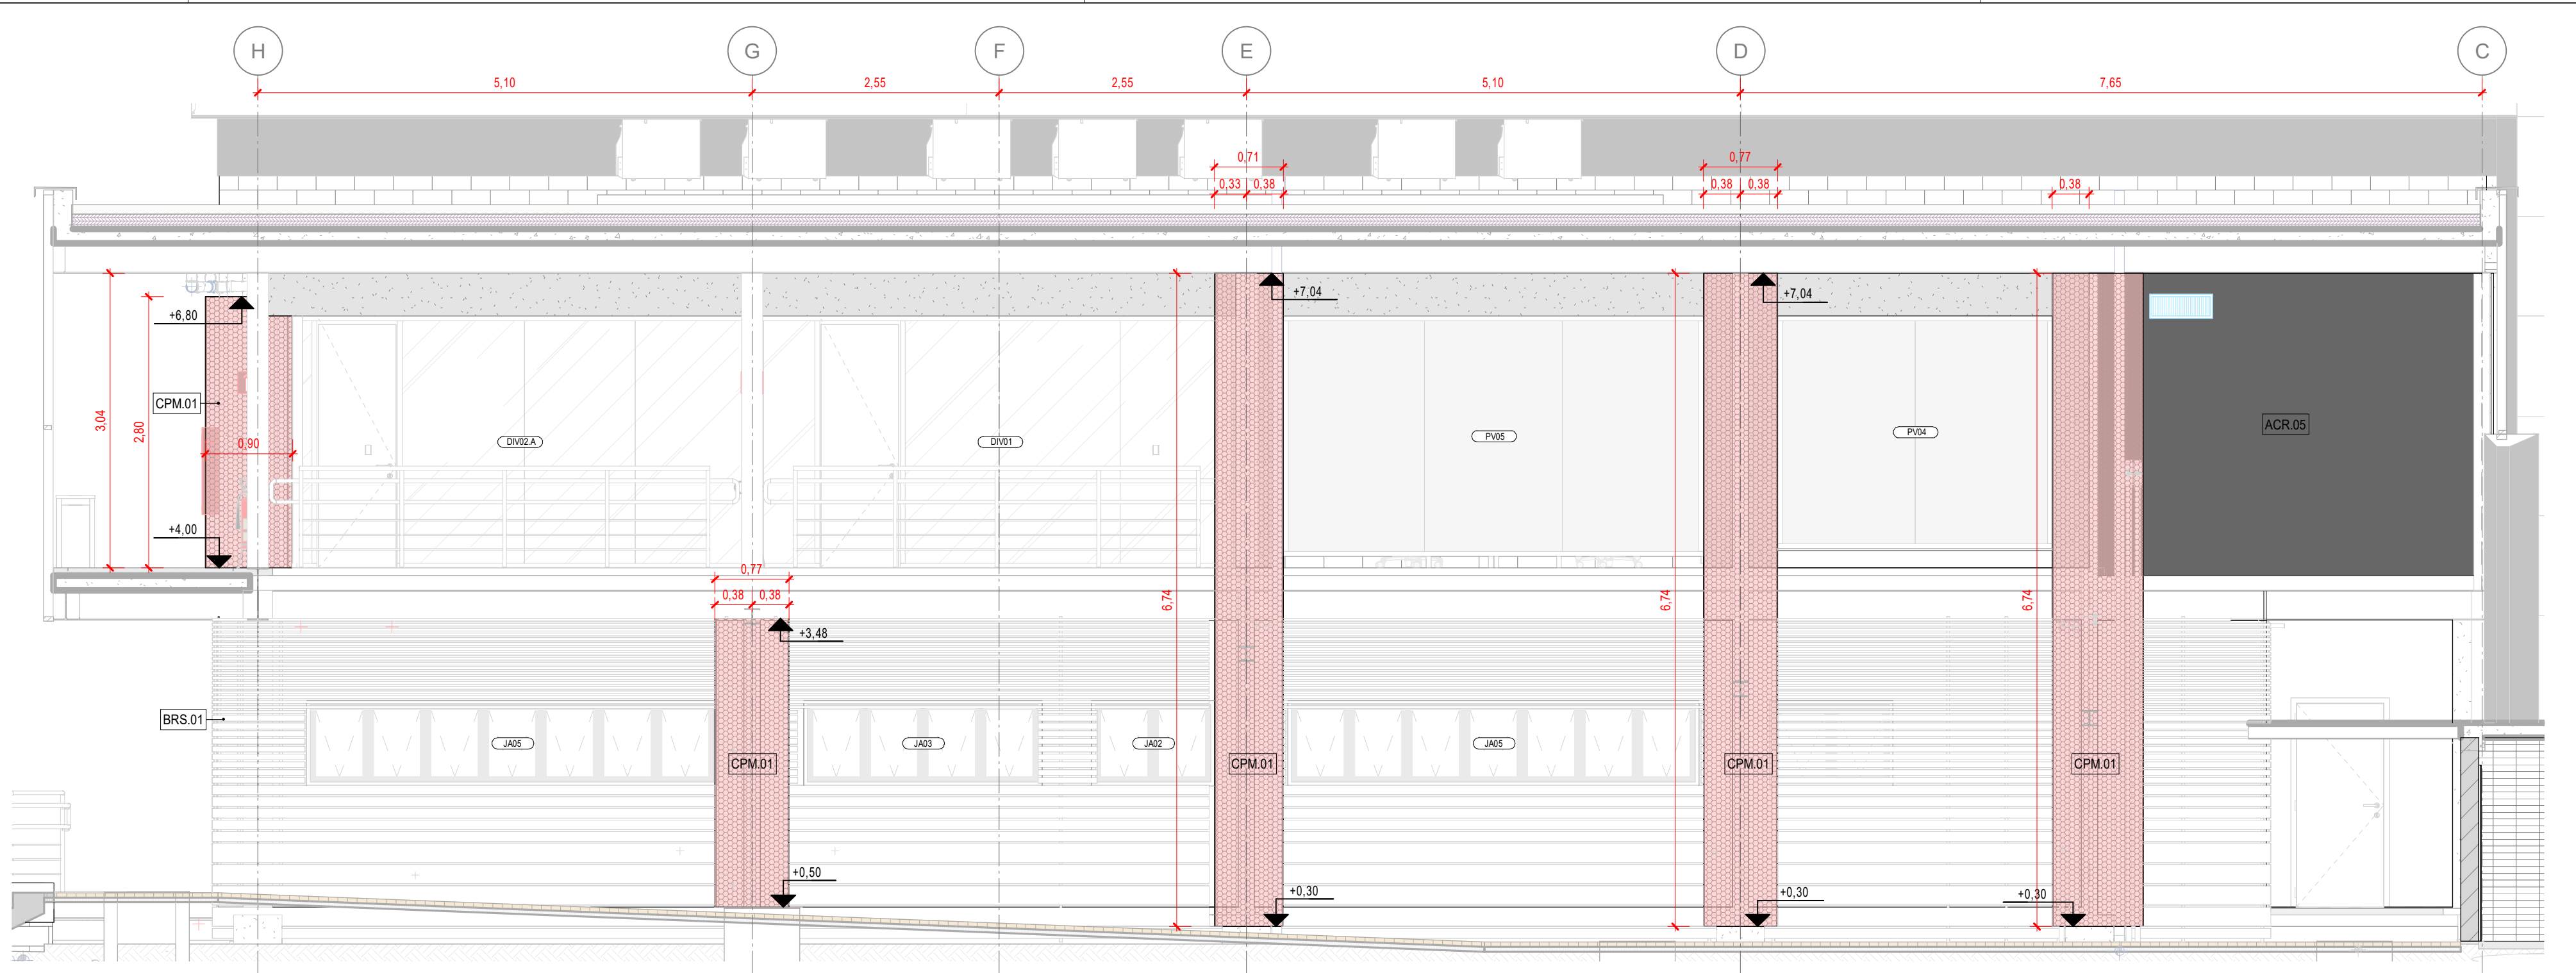 H G F E D C
5,10 2,55 2,55 5,10 7,65
0,71 0,77
0,33 0,38 0,38 0,38 0,38
+7,04 +7,04
+6,80
CPM.01
3,04
2,80
0,90
DIV02.A DIV01 PV05 PV04 ACR.05
+4,00
0,77
0,38 0,38
6,74 6,74 6,74
+3,48
BRS.01
JA05 JA03 JA02 JA05
CPM.01 CPM.01 CPM.01 CPM.01
+0,50
+0,30 +0,30 +0,30